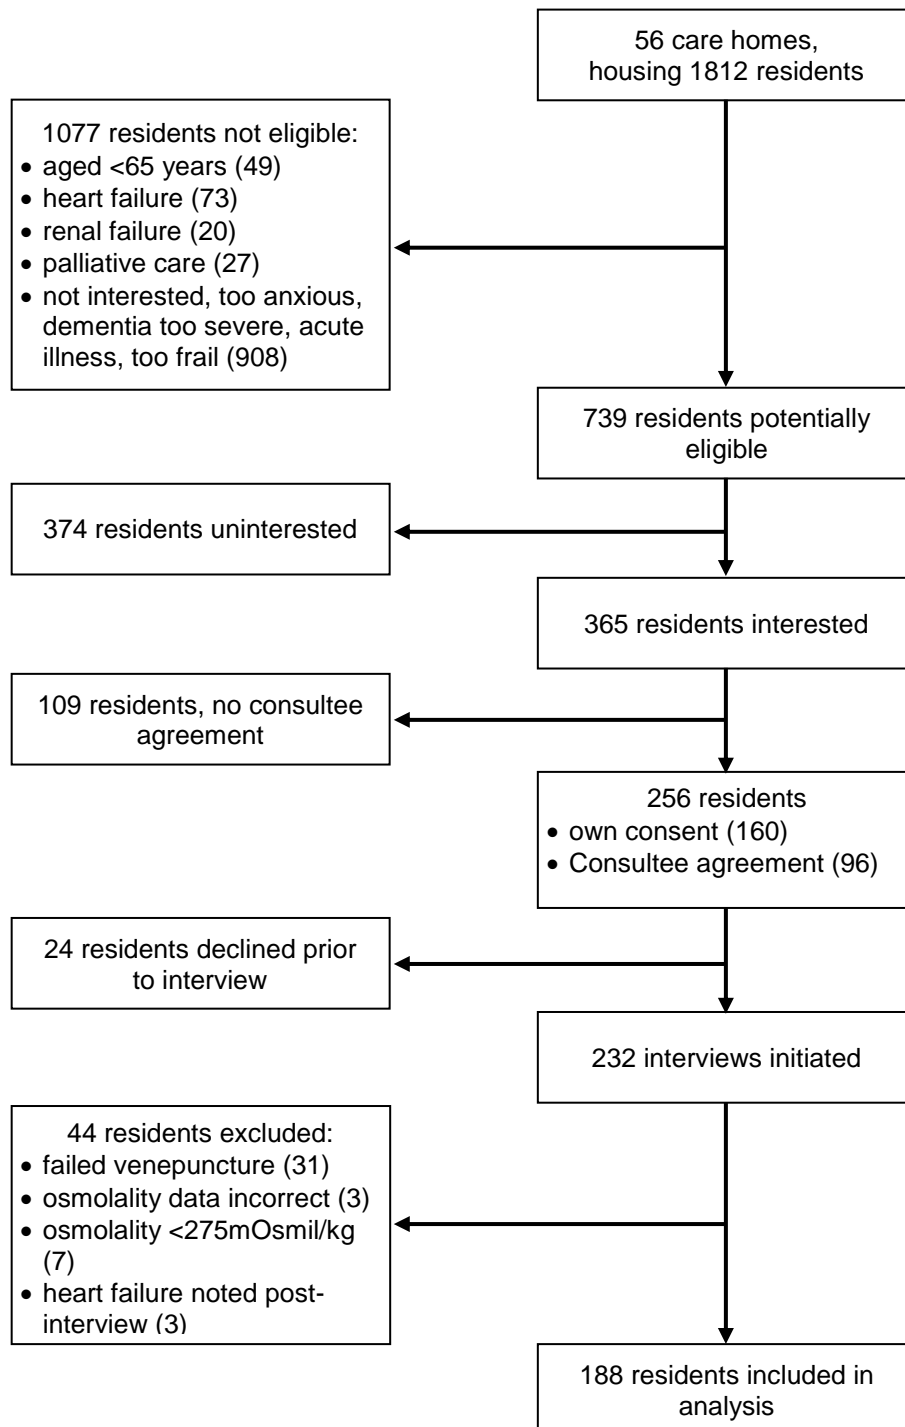 56 care homes,
housing 1812 residents
1077 residents not eligible:
• aged <65 years (49)
• heart failure (73)
• renal failure (20)
• palliative care (27)
• not interested, too anxious,
dementia too severe, acute
illness, too frail (908)
739 residents potentially
eligible
374 residents uninterested
365 residents interested
109 residents, no consultee
agreement
256 residents
• own consent (160)
• Consultee agreement (96)
24 residents declined prior
to interview
232 interviews initiated
44 residents excluded:
• failed venepuncture (31)
• osmolality data incorrect (3)
• osmolality <275mOsmil/kg
(7)
• heart failure noted post-
interview (3)
188 residents included in
analysis